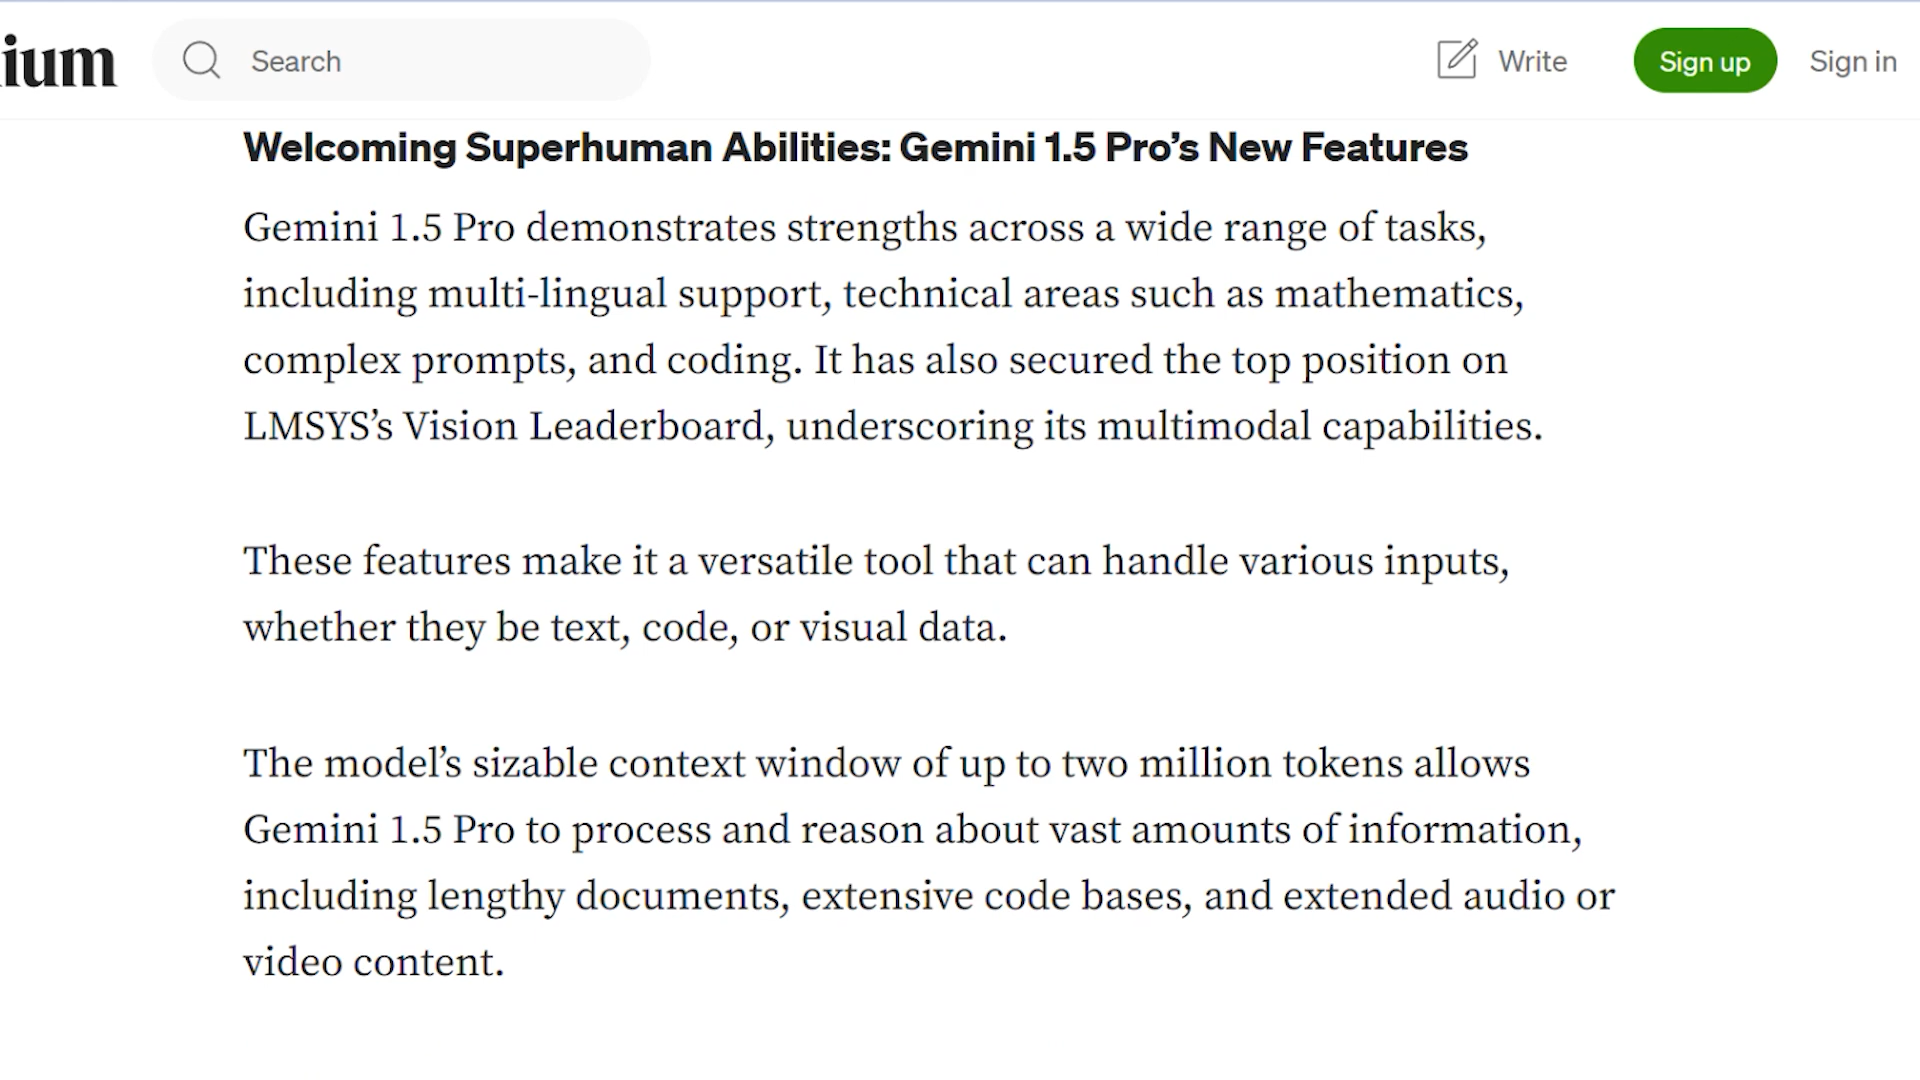 ium
Search
Write
Sign up
Sign in
Welcoming Superhuman Abilities: Gemini 1.5 Pro’s New Features
Gemini 1.5 Pro demonstrates strengths across a wide range of tasks,
including multi-lingual support, technical areas such as mathematics,
complex prompts, and coding. It has also secured the top position on
LMSYS’s Vision Leaderboard, underscoring its multimodal capabilities.
These features make it a versatile tool that can handle various inputs,
whether they be text, code, or visual data.
The model’s sizable context window of up to two million tokens allows
Gemini 1.5 Pro to process and reason about vast amounts of information,
including lengthy documents, extensive code bases, and extended audio or
video content.